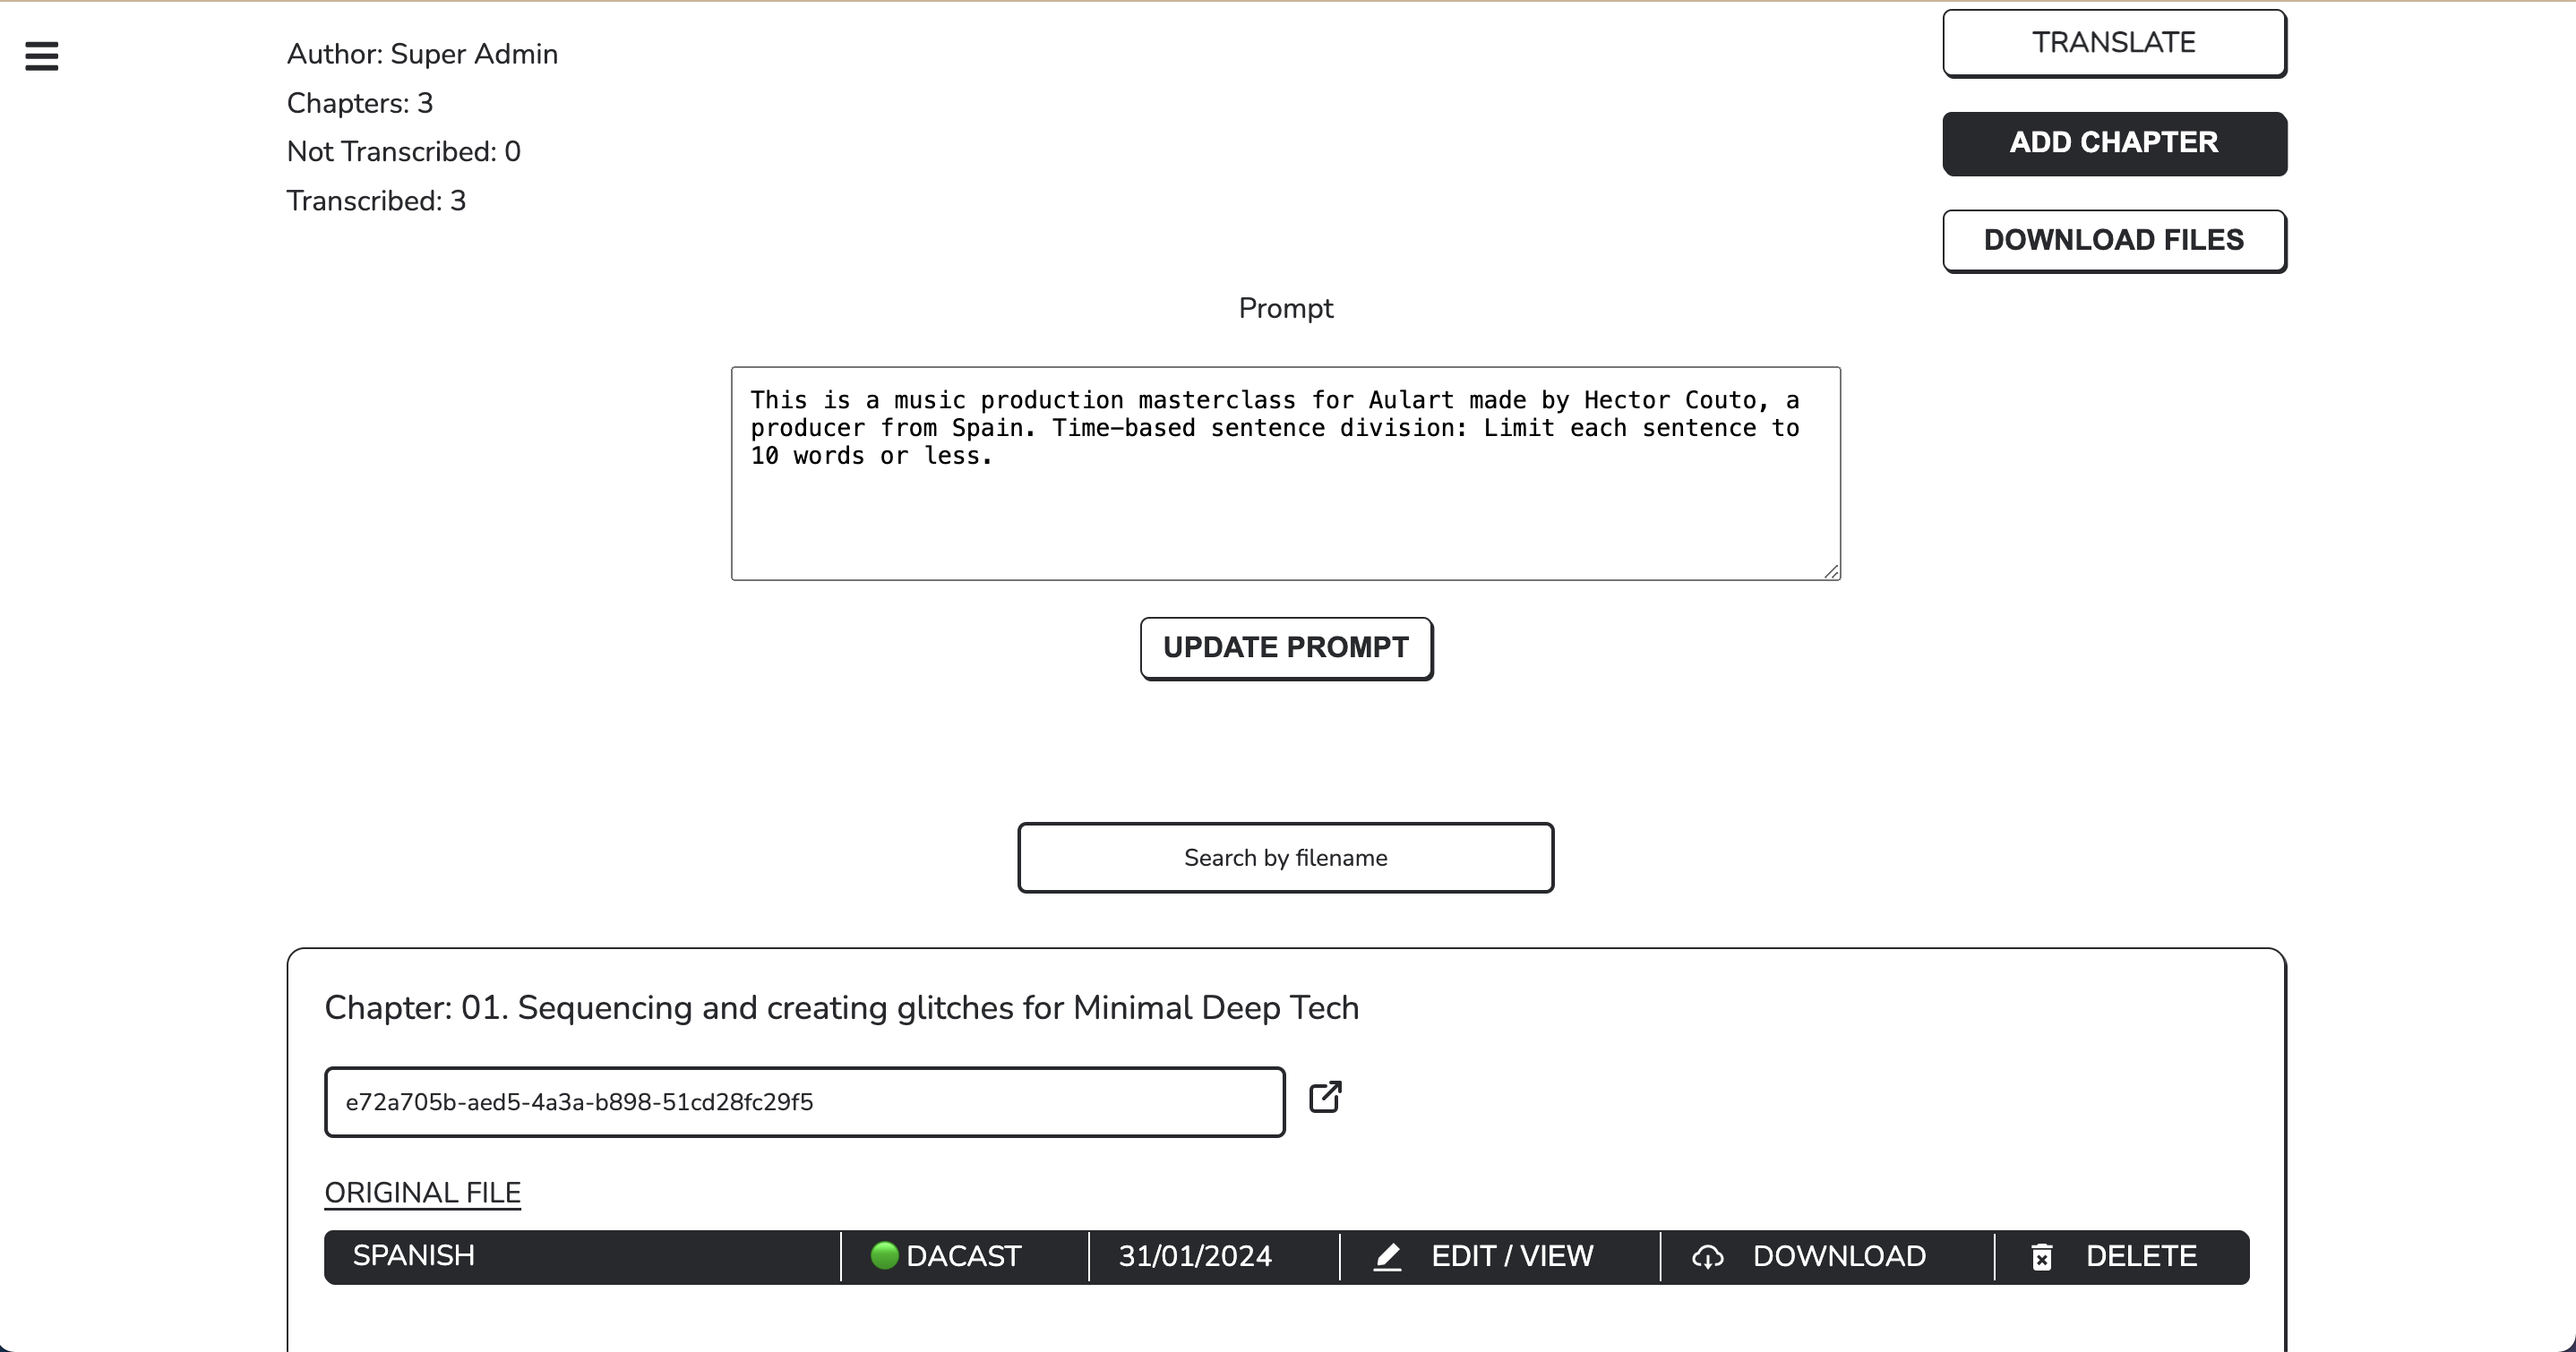 Author: Super Admin
Chapters: 3
Not Transcribed: 0
Transcribed: 3
TRANSLATE
ADD CHAPTER
DOWNLOAD FILES
Prompt
This is a music production masterclass for Aulart made by Hector Couto, a
producer from Spain. Time-based sentence division: Limit each sentence to
10 words or less.
UPDATE PROMPT
Search by filename
Chapter: 01. Sequencing and creating glitches for Minimal Deep Tech
e72a705b-aed5-4a3a-b898-51cd28fc29f5
ORIGINAL FILE
SPANISH DACAST 31/01/2024 EDIT / VIEW DOWNLOAD DELETE